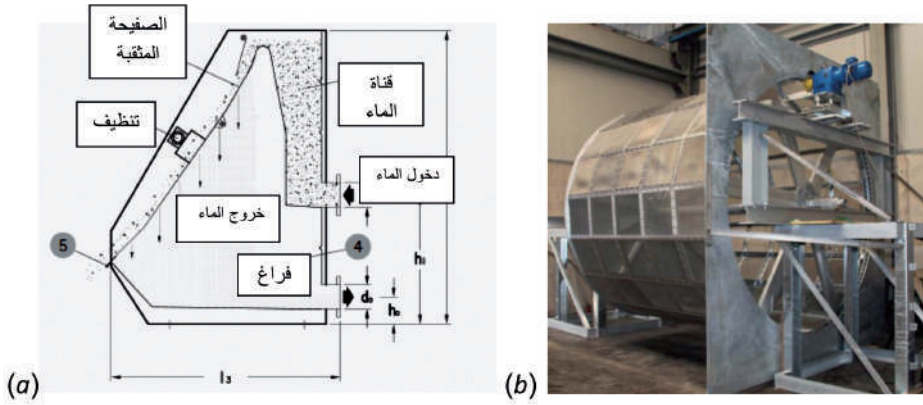 الصفيحة
المثقبة
قناة
الماء
تنظيف
دخول الماء
خروج الماء
5
4
فراغ
h₁
d₀
h₀
l₃
(a)
(b)